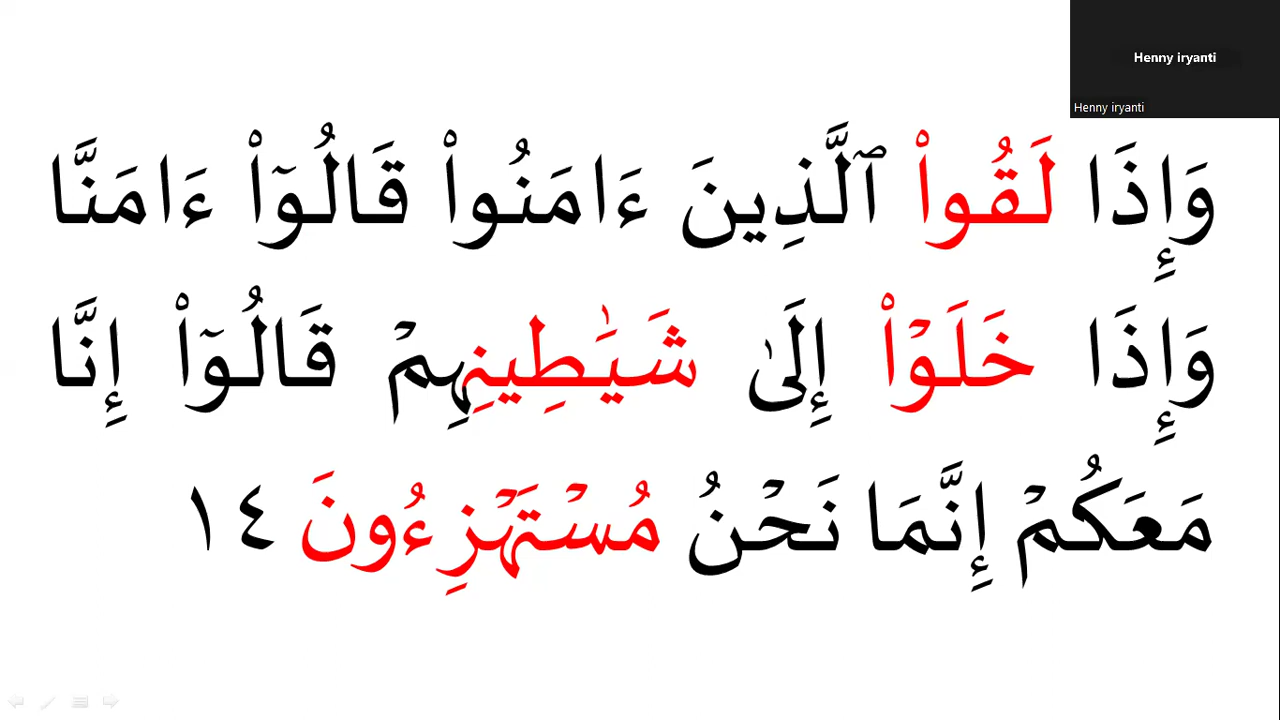 Henny iryanti
Henny iryanti
وَإِذَا لَقُوا۟ ٱلَّذِينَ ءَامَنُوا۟ قَالُوٓا۟ ءَامَنَّا
وَإِذَا خَلَوْا۟ إِلَىٰ شَيَٰطِينِهِمْ قَالُوٓا۟ إِنَّا
مَعَكُمْ إِنَّمَا نَحْنُ مُسْتَهْزِءُونَ ١٤